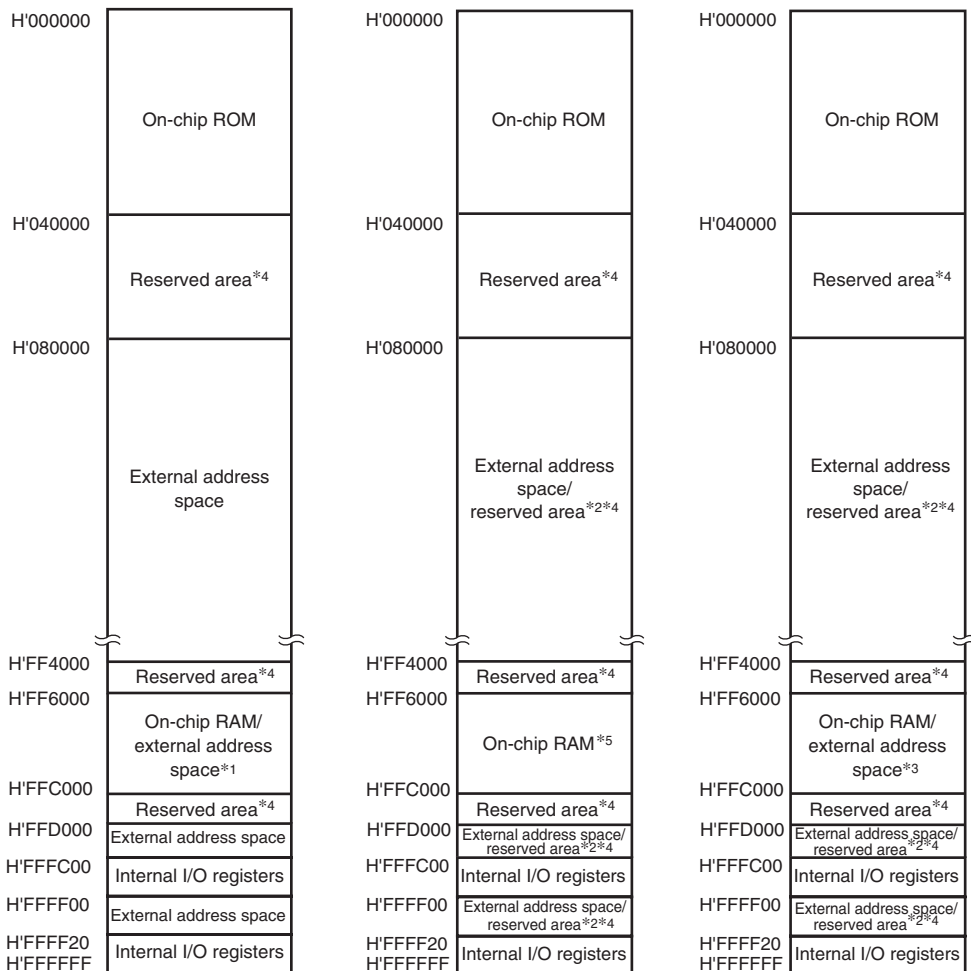 H'000000
On-chip ROM
H'040000
Reserved area*4
H'080000
External address
space
H'FF4000
Reserved area*4
H'FF6000
On-chip RAM/
external address
space*1
H'FFC000
Reserved area*4
H'FFD000
External address space
H'FFFC00
Internal I/O registers
H'FFFF00
External address space
H'FFFF20
Internal I/O registers
H'FFFFFF
H'000000
On-chip ROM
H'040000
Reserved area*4
H'080000
External address
space/
reserved area*2*4
H'FF4000
Reserved area*4
H'FF6000
On-chip RAM*5
H'FFC000
Reserved area*4
H'FFD000
External address space/
reserved area*2*4
H'FFFC00
Internal I/O registers
H'FFFF00
External address space/
reserved area*2*4
H'FFFF20
Internal I/O registers
H'FFFFFF
H'000000
On-chip ROM
H'040000
Reserved area*4
H'080000
External address
space/
reserved area*2*4
H'FF4000
Reserved area*4
H'FF6000
On-chip RAM/
external address
space*3
H'FFC000
Reserved area*4
H'FFD000
External address space/
reserved area*2*4
H'FFFC00
Internal I/O registers
H'FFFF00
External address space/
reserved area*2*4
H'FFFF20
Internal I/O registers
H'FFFFFF